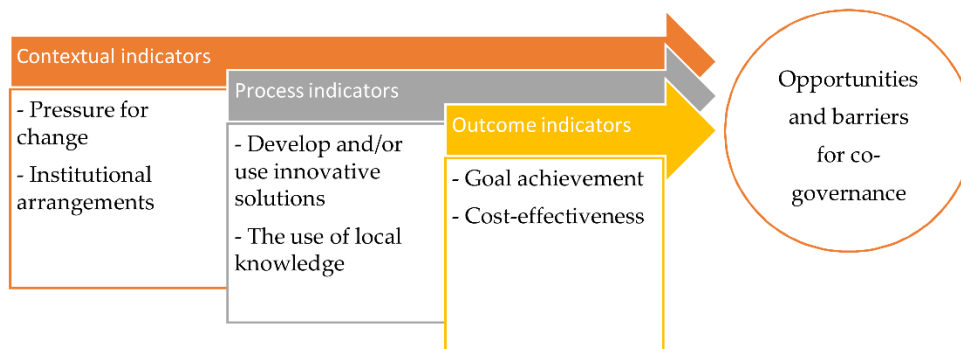 Contextual indicators
- Pressure for
change
- Institutional
arrangements
Process indicators
- Develop and/or
use innovative
solutions
- The use of local
knowledge
Outcome indicators
- Goal achievement
- Cost-effectiveness
Opportunities
and barriers
for co-
governance